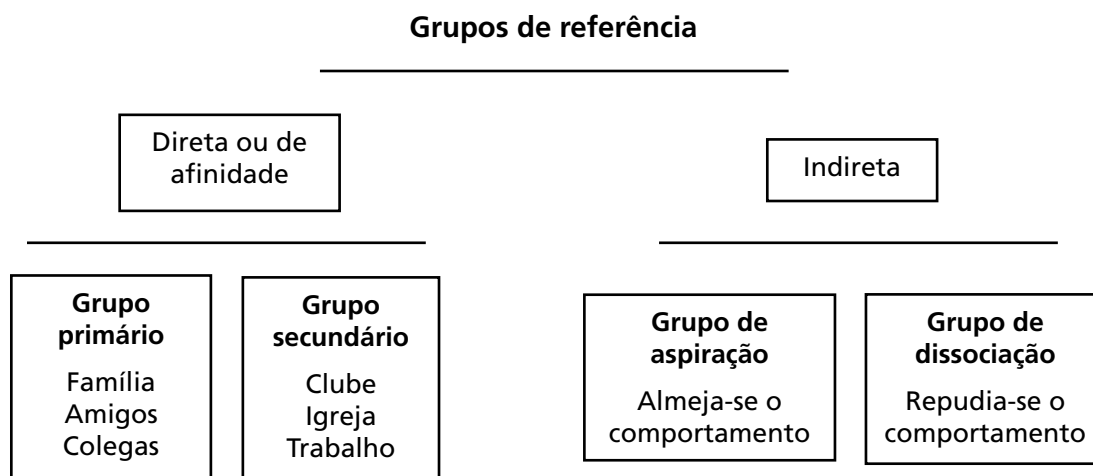 Grupos de referência
Direta ou de
afinidade
Indireta
Grupo
primário
Família
Amigos
Colegas
Grupo
secundário
Clube
Igreja
Trabalho
Grupo de
aspiração
Almeja-se o
comportamento
Grupo de
dissociação
Repudia-se o
comportamento